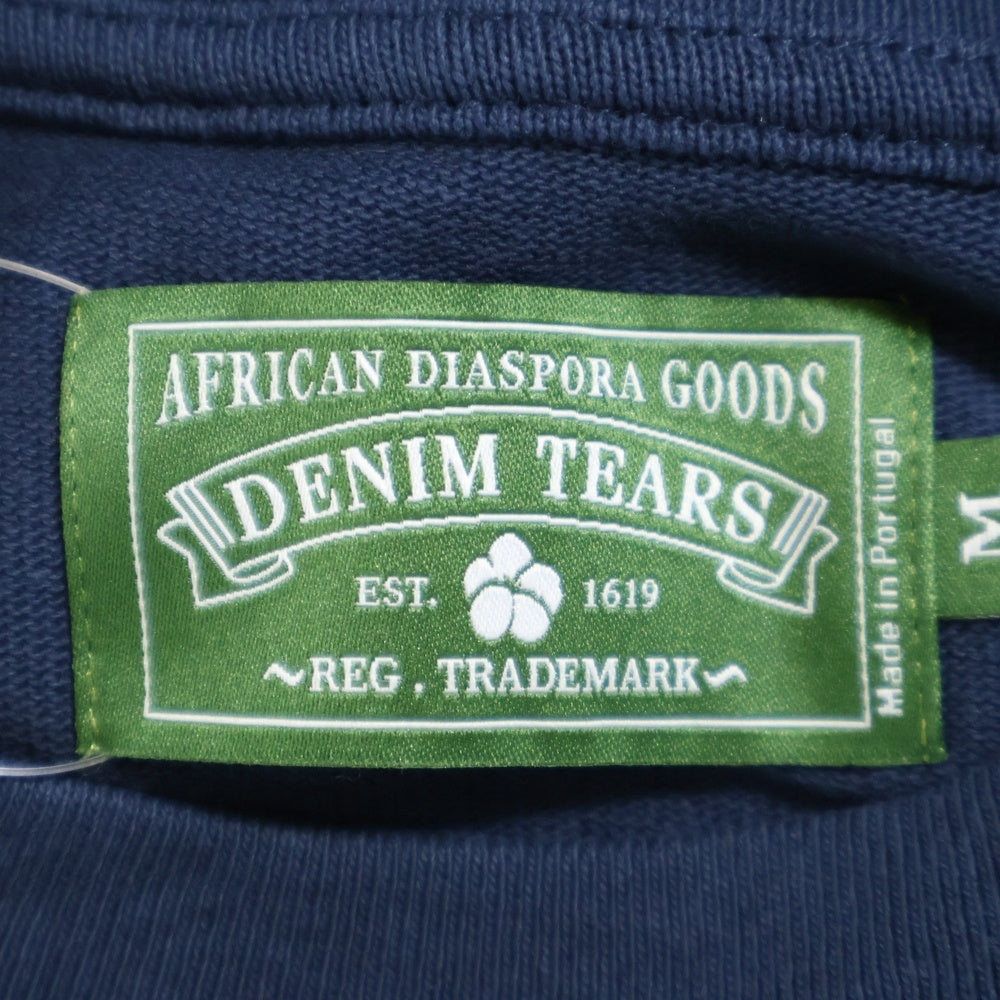 AFRICAN DIASPORA GOODS
DENIM TEARS
EST. 1619
~REG. TRADEMARK~
Made in Portugal
M